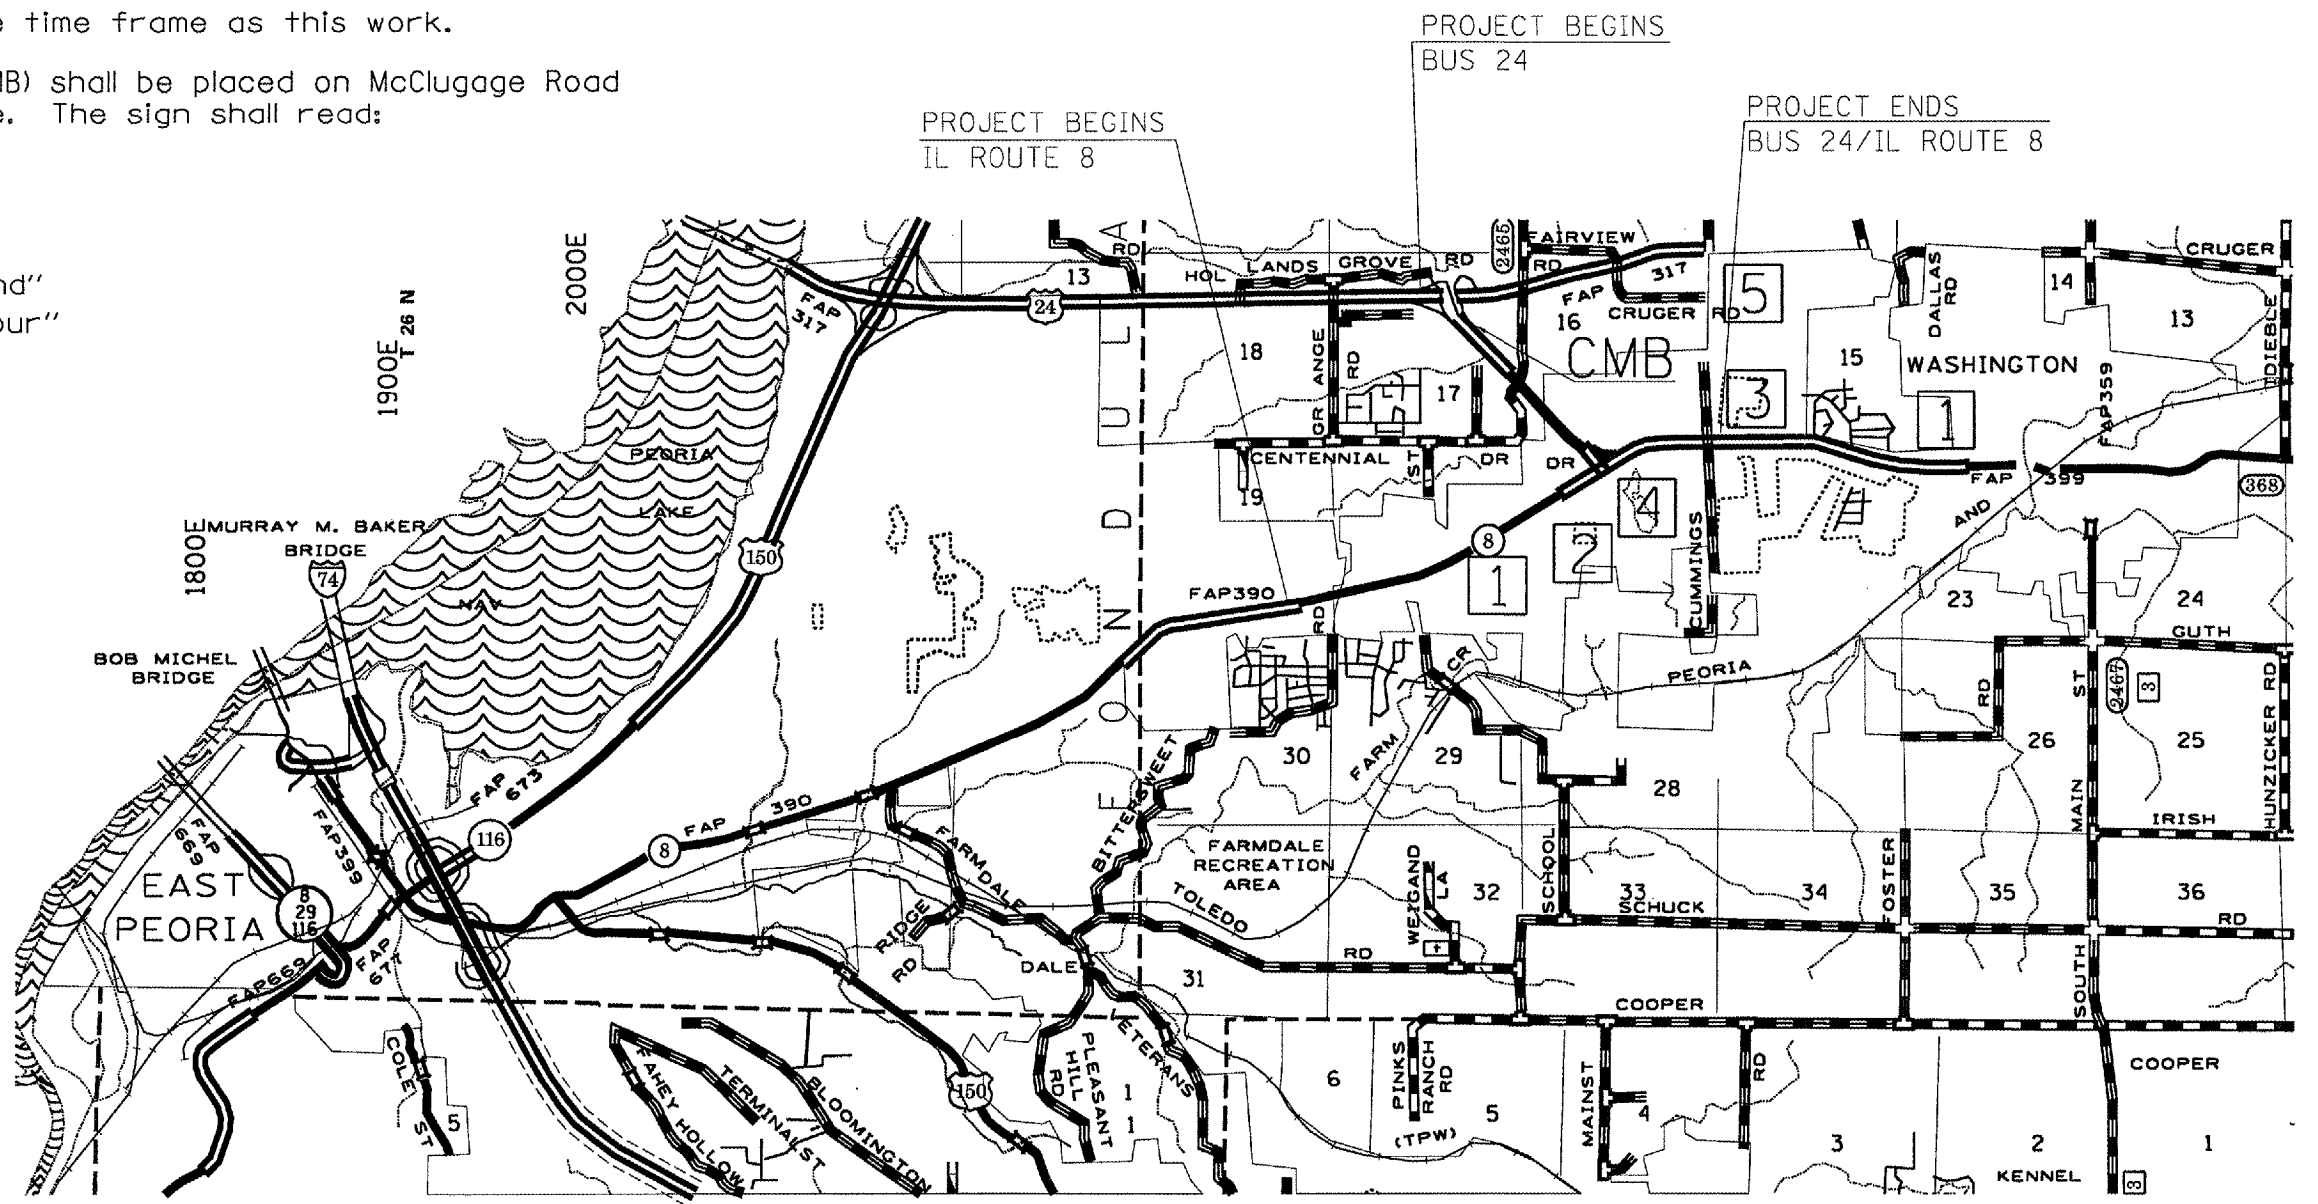 e time frame as this work.
MB) shall be placed on McClugage Road
e. The sign shall read:
nd"
our"
PROJECT BEGINS
BUS 24
PROJECT BEGINS
IL ROUTE 8
PROJECT ENDS
BUS 24/IL ROUTE 8
2000E
T 26 N
1900E
1800E
FAP
317
24
13
RD
HOL LANDS GROVE RD
2465
FAIRVIEW
RD
FAP 317
16
CRUGER RD
5
DALLAS
RD
14
CRUGER
13
DIEBLE
18
GR ANGE
RD
17
CMB
3
15
WASHINGTON
1
FAP359
PEORIA
LAKE
NAV
CENTENNIAL
ST
DR
DR
19
4
2
1
8
FAP 399
368
AND
CUMMINGS
MURRAY M. BAKER
BRIDGE
74
150
BOB MICHEL
BRIDGE
FAP390
RD
23
24
GUTH
FOND U L A
CR
PEORIA
RD
ST
2467
3
HUNZICKER RD
30
FARM
29
28
26
25
MAIN
IRISH
FAP
673
116
FAP
669
FAP399
8
FAP 390
BITTERSWEET
FARMDALE
RECREATION
AREA
FARMDALE
WEIGAND
LA
32
SCHOOL
33
SCHUCK
34
FOSTER
35
36
RD
EAST
PEORIA
8
29
116
FAP
677
FAP669
RIDGE
RD
TOLEDO
DALE
31
RD
COOPER
SOUTH
COOPER
COLE ST
5
FAHEY HOLLOW
TERMINAL ST
BLOOMINGTON
150
PLEASANT
HILL
RD
VETERANS
1
1
6
PINKS
RANCH
RD
(TPW)
5
MAINST
4
RD
3
2
1
KENNEL
3